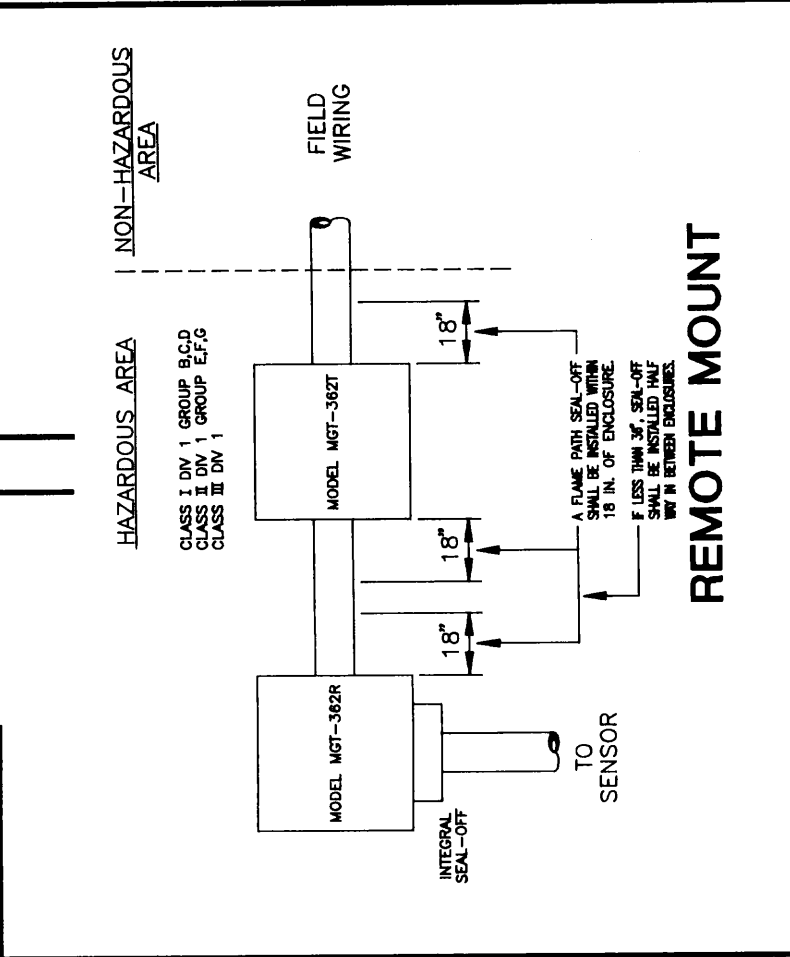 HAZARDOUS AREA
NON-HAZARDOUS
AREA
CLASS I DIV 1 GROUP B,C,D
CLASS II DIV 1 GROUP E,F,G
CLASS III DIV 1
MODEL MGT-362R
MODEL MGT-362T
FIELD
WIRING
INTEGRAL
SEAL-OFF
18"
18"
18"
TO
SENSOR
A FLAME PATH SEAL-OFF
SHALL BE INSTALLED WITHIN
18 IN. OF ENCLOSURE.
IF LESS THAN 36", SEAL-OFF
SHALL BE INSTALLED HALF
WAY IN BETWEEN ENCLOSURES.
REMOTE MOUNT